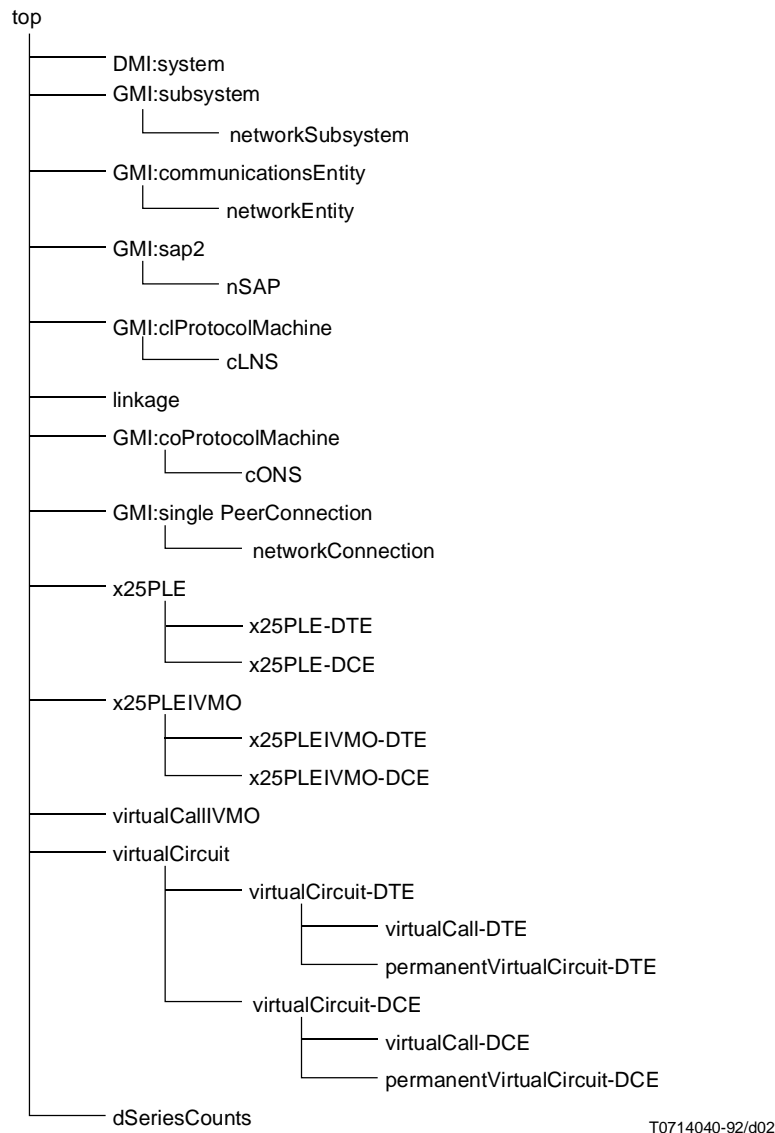 top
DMI:system
GMI:subsystem
networkSubsystem
GMI:communicationsEntity
networkEntity
GMI:sap2
nSAP
GMI:clProtocolMachine
cLNS
linkage
GMI:coProtocolMachine
cONS
GMI:single PeerConnection
networkConnection
x25PLE
x25PLE-DTE
x25PLE-DCE
x25PLEIVMO
x25PLEIVMO-DTE
x25PLEIVMO-DCE
virtualCallIVMO
virtualCircuit
virtualCircuit-DTE
virtualCall-DTE
permanentVirtualCircuit-DTE
virtualCircuit-DCE
virtualCall-DCE
permanentVirtualCircuit-DCE
dSeriesCounts
T0714040-92/d02